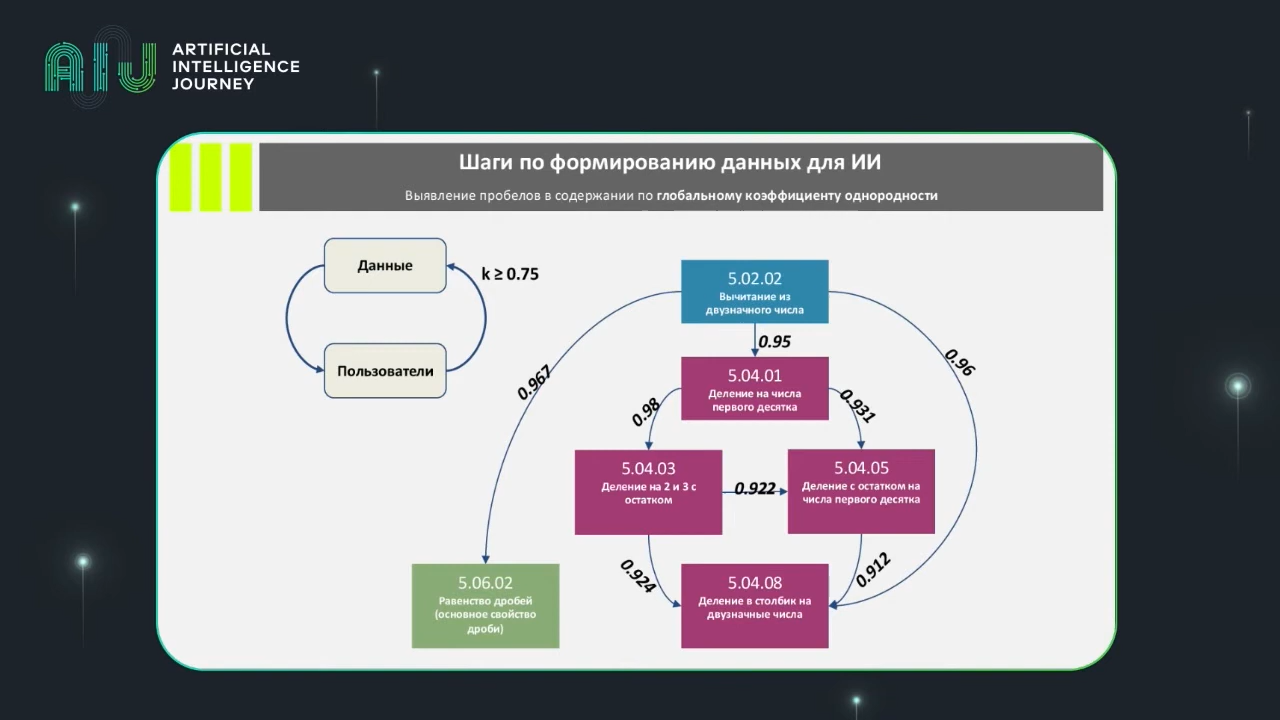 ARTIFICIAL
INTELLIGENCE
JOURNEY
Шаги по формированию данных для ИИ
Выявление пробелов в содержании по глобальному коэффициенту однородности
Данные
k ≥ 0.75
Пользователи
5.02.02
Вычитание из
двузначного числа
0.95
0.96
0.967
5.04.01
Деление на числа
первого десятка
0.98
0.931
5.04.03
Деление на 2 и 3 с
остатком
0.922
5.04.05
Деление с остатком на
числа первого десятка
0.924
0.912
5.06.02
Равенство дробей
(основное свойство
дроби)
5.04.08
Деление в столбик на
двузначные числа